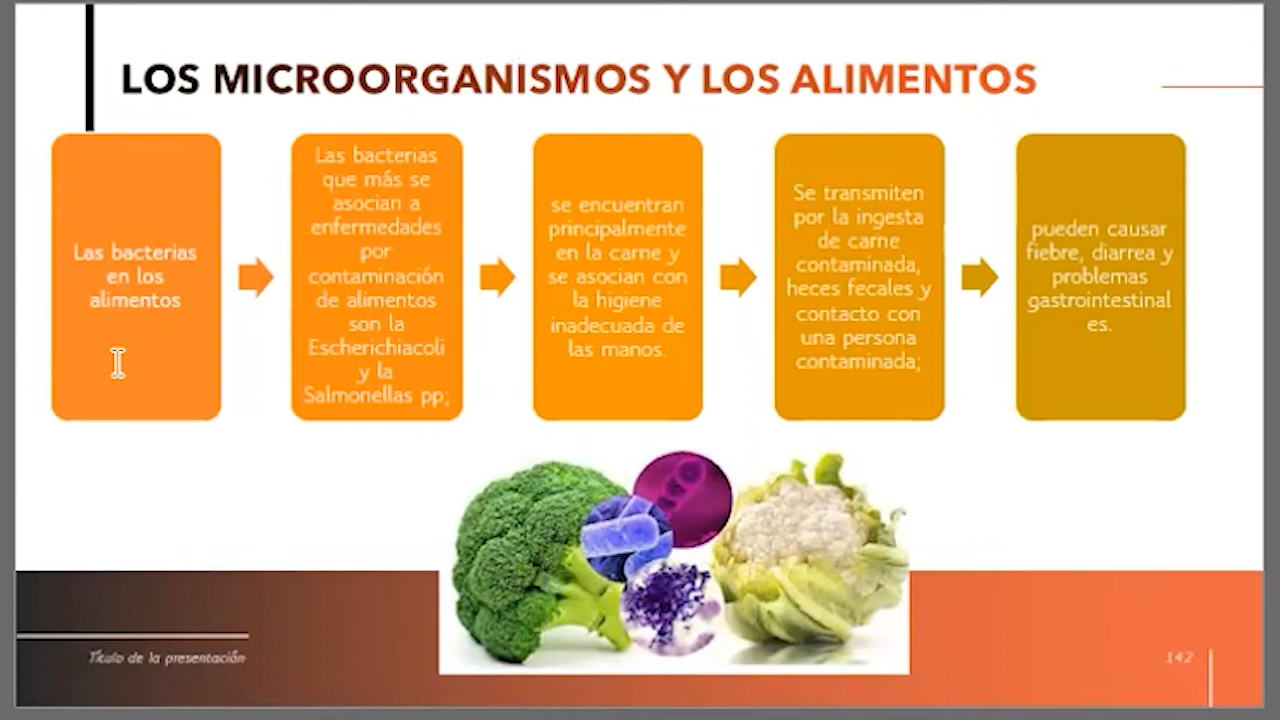 LOS MICROORGANISMOS Y LOS ALIMENTOS
Las bacterias
en los
alimentos
Las bacterias
que más se
asocian a
enfermedades
por
contaminación
de alimentos
son la
Escherichiacoli
y la
Salmonellas pp;
se encuentran
principalmente
en la carne y
se asocian con
la higiene
inadecuada de
las manos.
Se transmiten
por la ingesta
de carne
contaminada,
heces fecales y
contacto con
una persona
contaminada;
pueden causar
fiebre, diarrea y
problemas
gastrointestinal
es.
Título de la presentación
142